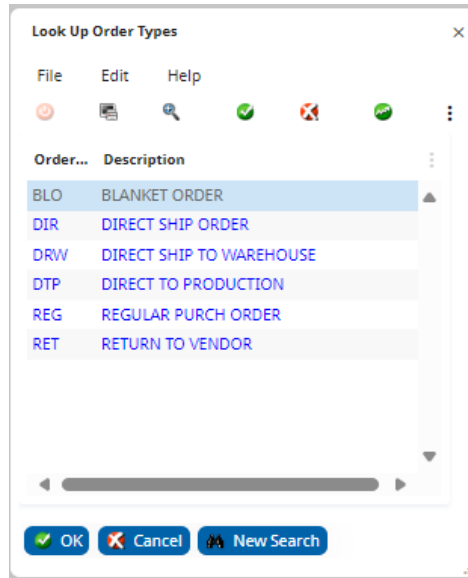 Look Up Order Types
File Edit Help
Order... Description
BLO BLANKET ORDER
DIR DIRECT SHIP ORDER
DRW DIRECT SHIP TO WAREHOUSE
DTP DIRECT TO PRODUCTION
REG REGULAR PURCH ORDER
RET RETURN TO VENDOR
OK Cancel New Search